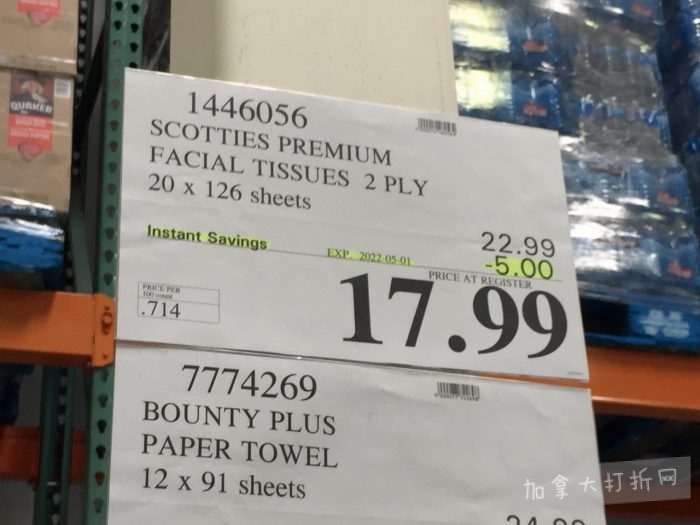 QUAKER
1446056
SCOTTIES PREMIUM
FACIAL TISSUES 2 PLY
20 x 126 sheets
22.99
Instant Savings
EXP. 2022-05-01
-5.00
PRICE AT REGISTER
17.99
PRICE PER
.714
7774269
BOUNTY PLUS
PAPER TOWEL
12 x 91 sheets
加拿大打折网